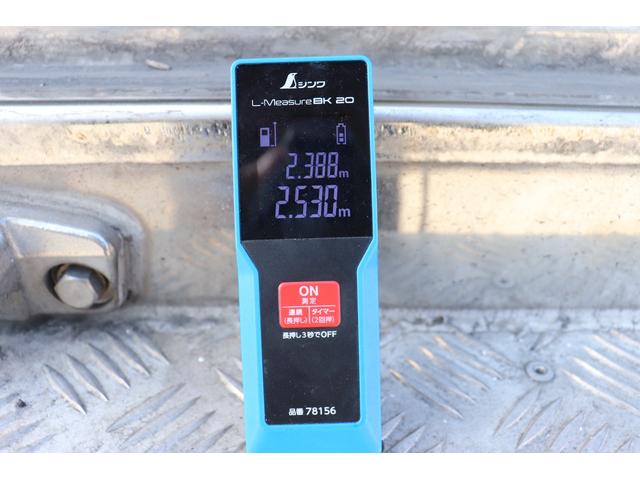 シンワ
L-Measure BK 20
2.388m
2.530m
ON
測定
連続 タイマー
(長押し) (2回押)
長押し3秒でOFF
品番 78156